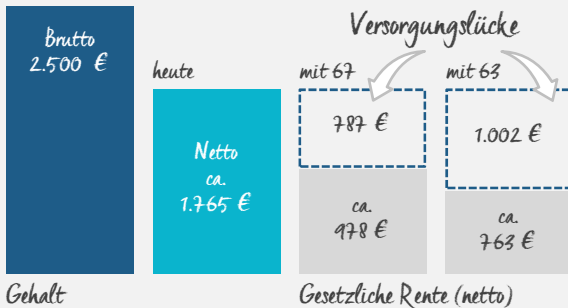 Versorgungslücke
Brutto
2.500 €
heute
mit 67
mit 63
787 €
1.002 €
Netto
ca.
1.765 €
ca.
978 €
ca.
763 €
Gehalt
Gesetzliche Rente (netto)